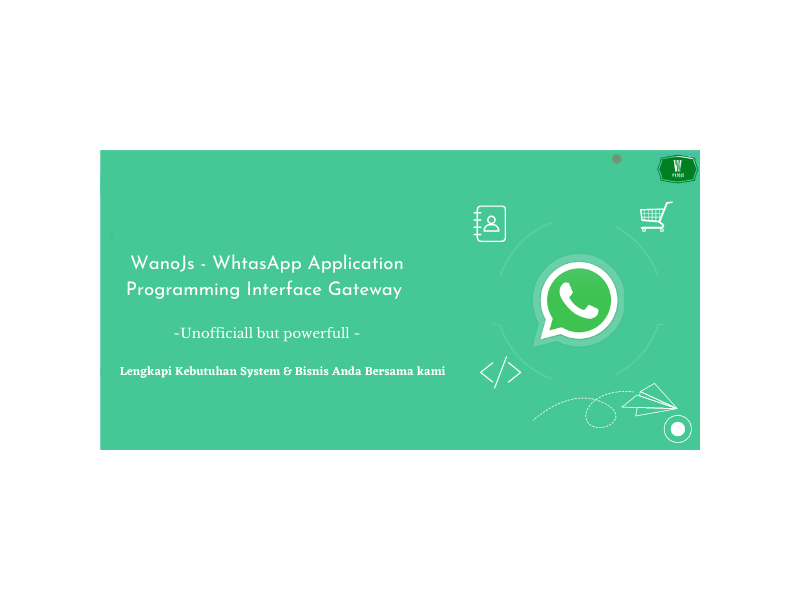 WanoJs - WhtasApp Application
Programming Interface Gateway
~Unofficiall but powerfull ~
Lengkapi Kebutuhan System & Bisnis Anda Bersama kami